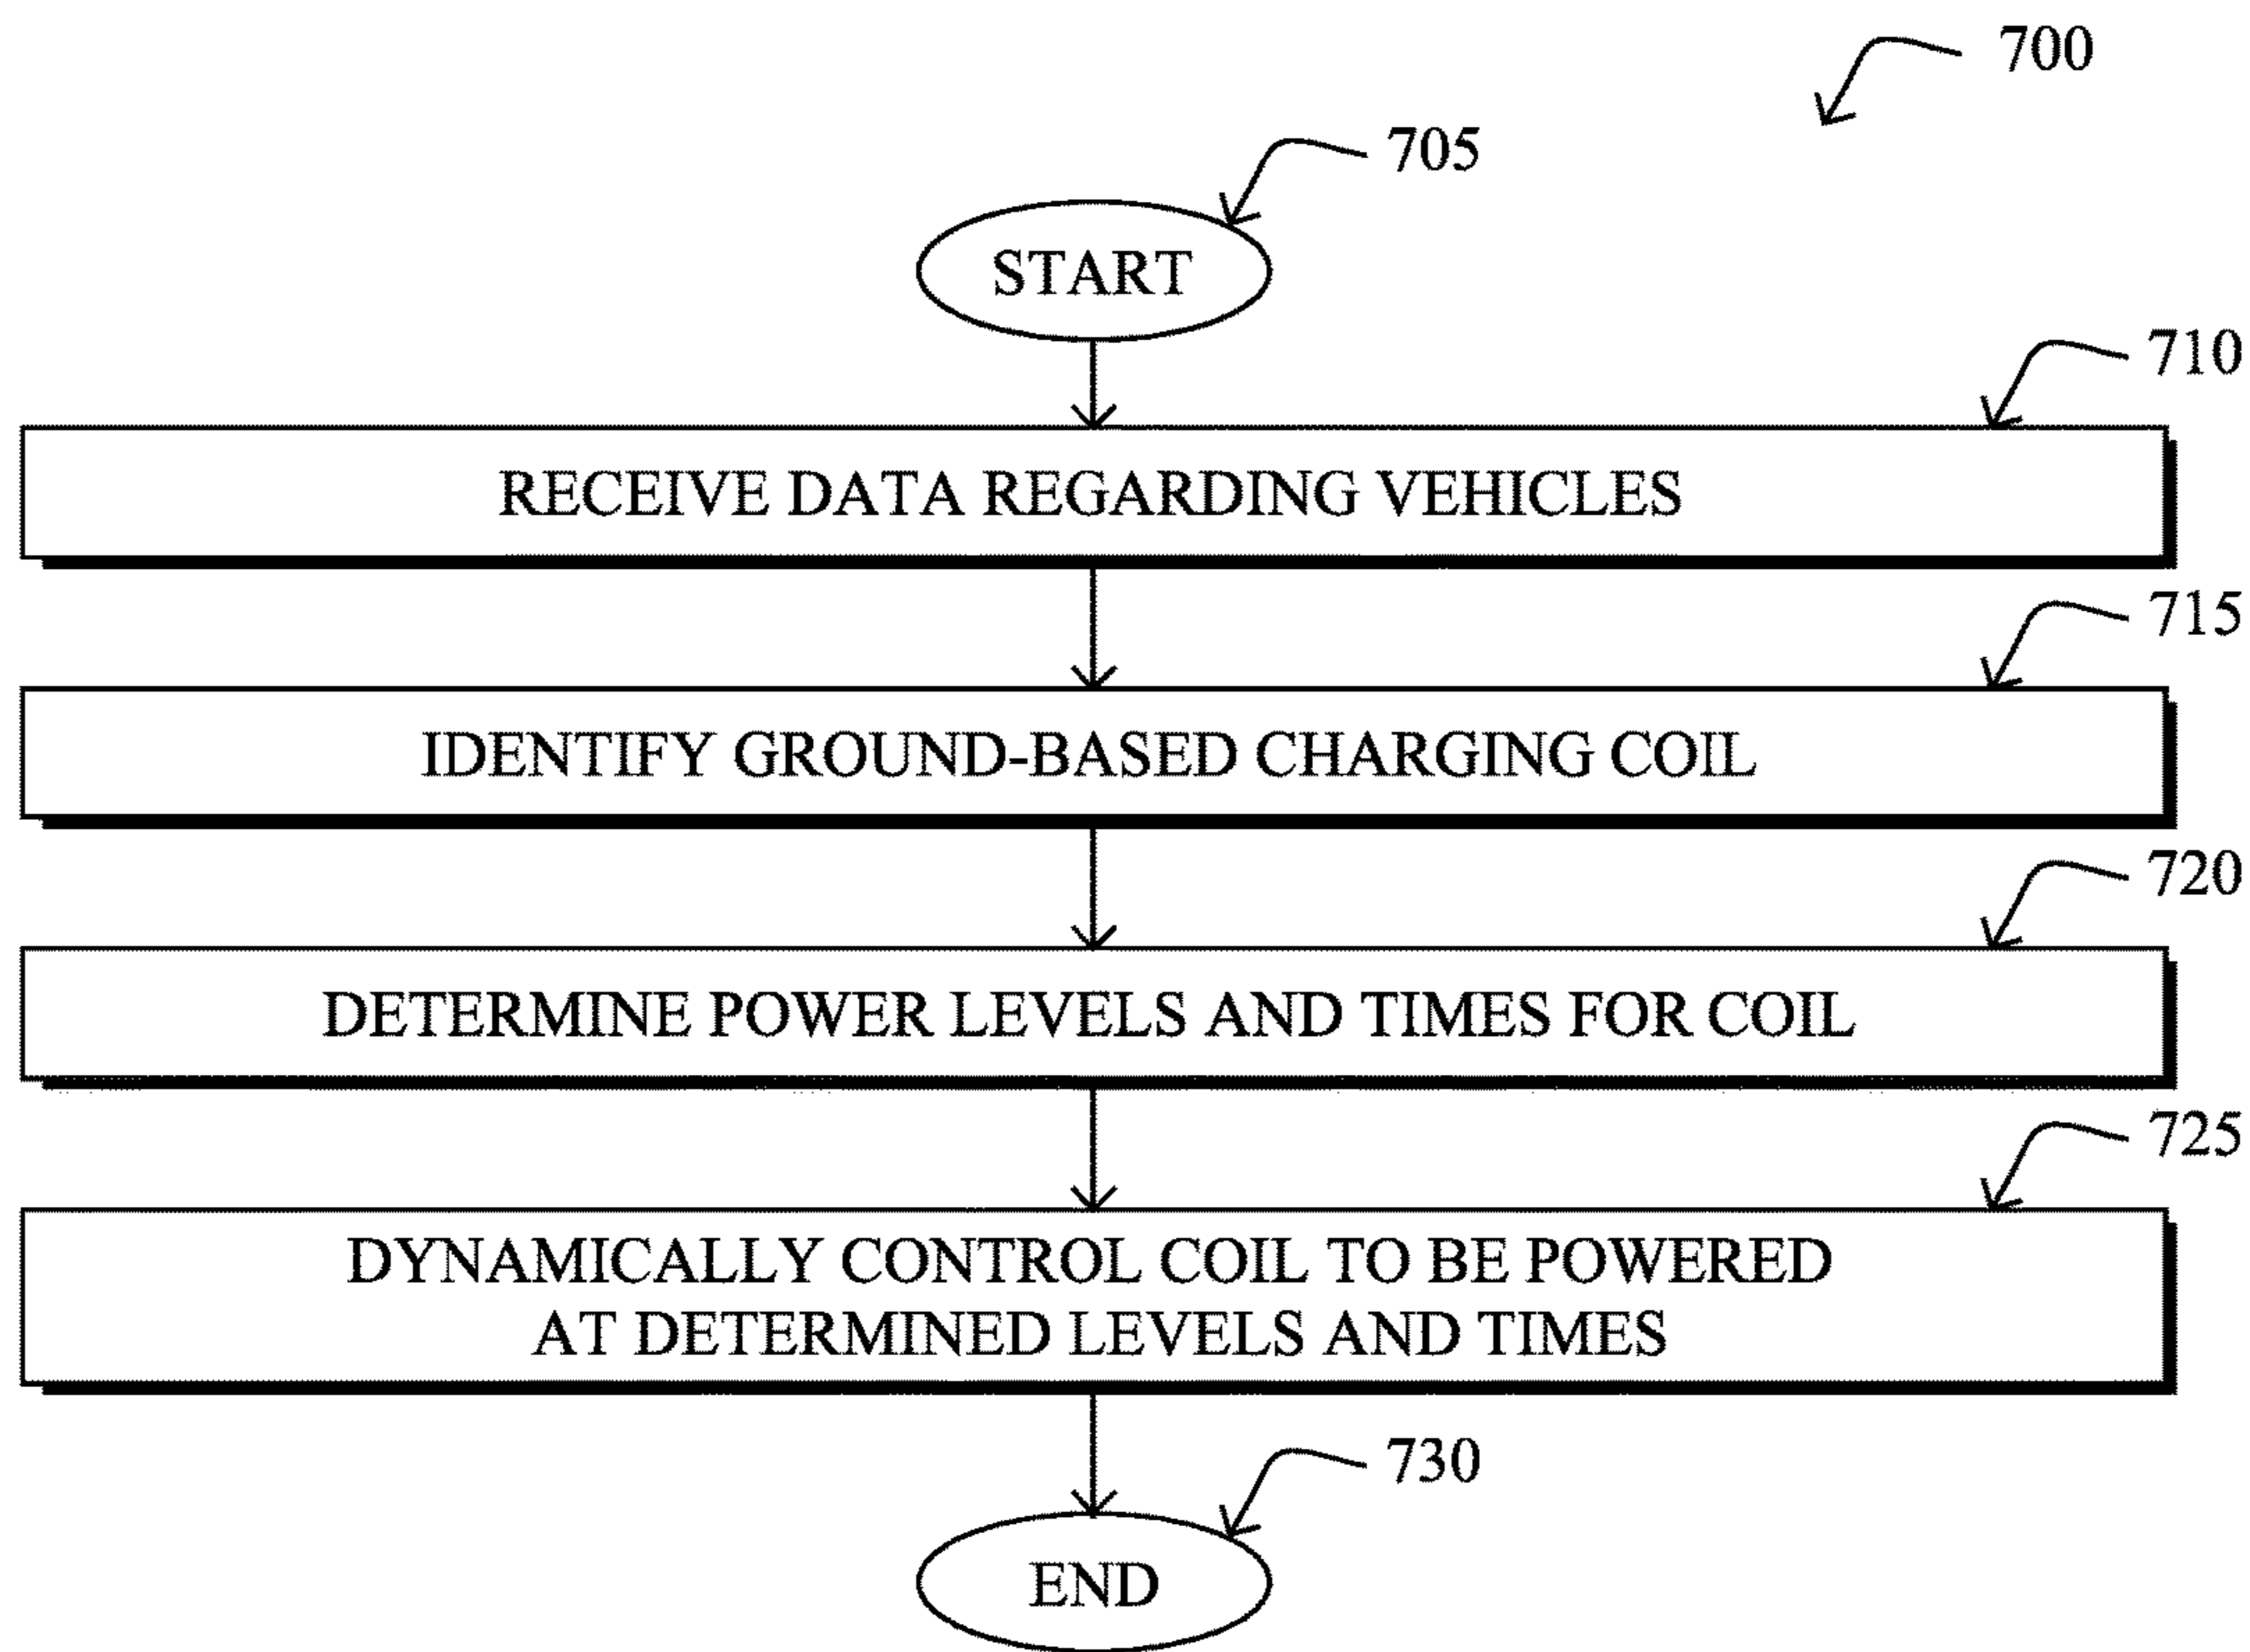 700
705
START
710
RECEIVE DATA REGARDING VEHICLES
715
IDENTIFY GROUND-BASED CHARGING COIL
720
DETERMINE POWER LEVELS AND TIMES FOR COIL
725
DYNAMICALLY CONTROL COIL TO BE POWERED
AT DETERMINED LEVELS AND TIMES
730
END